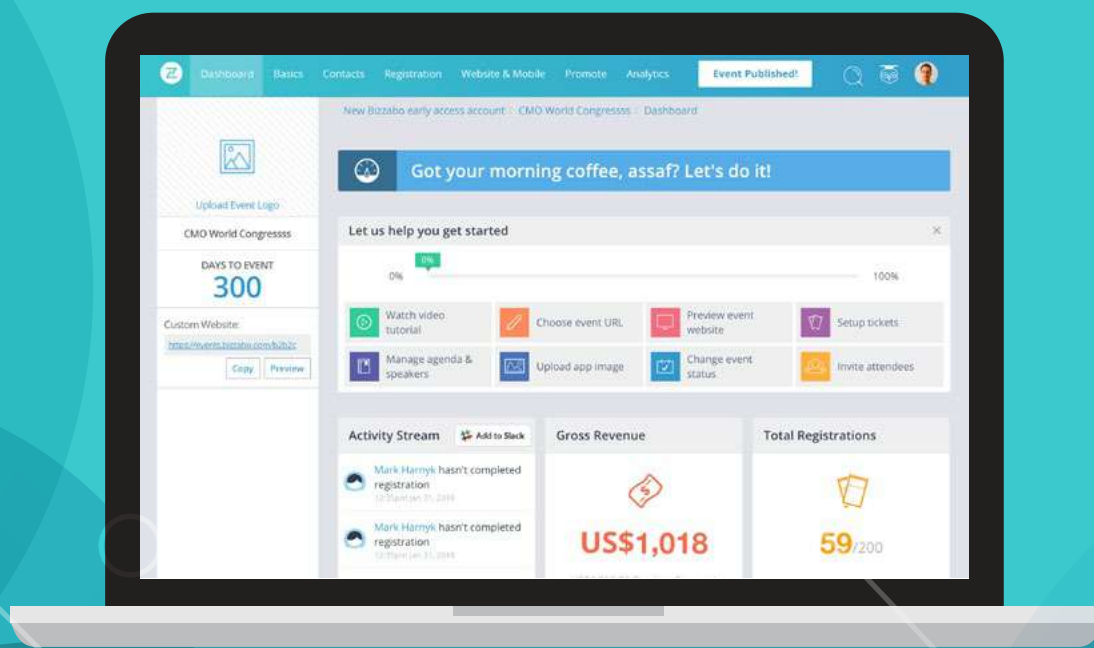 Dashboard Basics Contacts Registration Website & Mobile Promote Analytics Event Published!
New Bizzabo early access account CMO World Congressss Dashboard
Upload Event Logo
CMO World Congressss
DAYS TO EVENT
300
Custom Website:
https://events.bizzabo.com/b2b2c
Copy Preview
Got your morning coffee, assaf? Let's do it!
Let us help you get started
0%
0% 100%
Watch video
tutorial
Choose event URL
Preview event
website
Setup tickets
Manage agenda &
speakers
Upload app image
Change event
status
Invite attendees
Activity Stream Add to Slack
Mark Harnyk hasn't completed
registration
Mark Harnyk hasn't completed
registration
Gross Revenue
US$1,018
Total Registrations
59/200